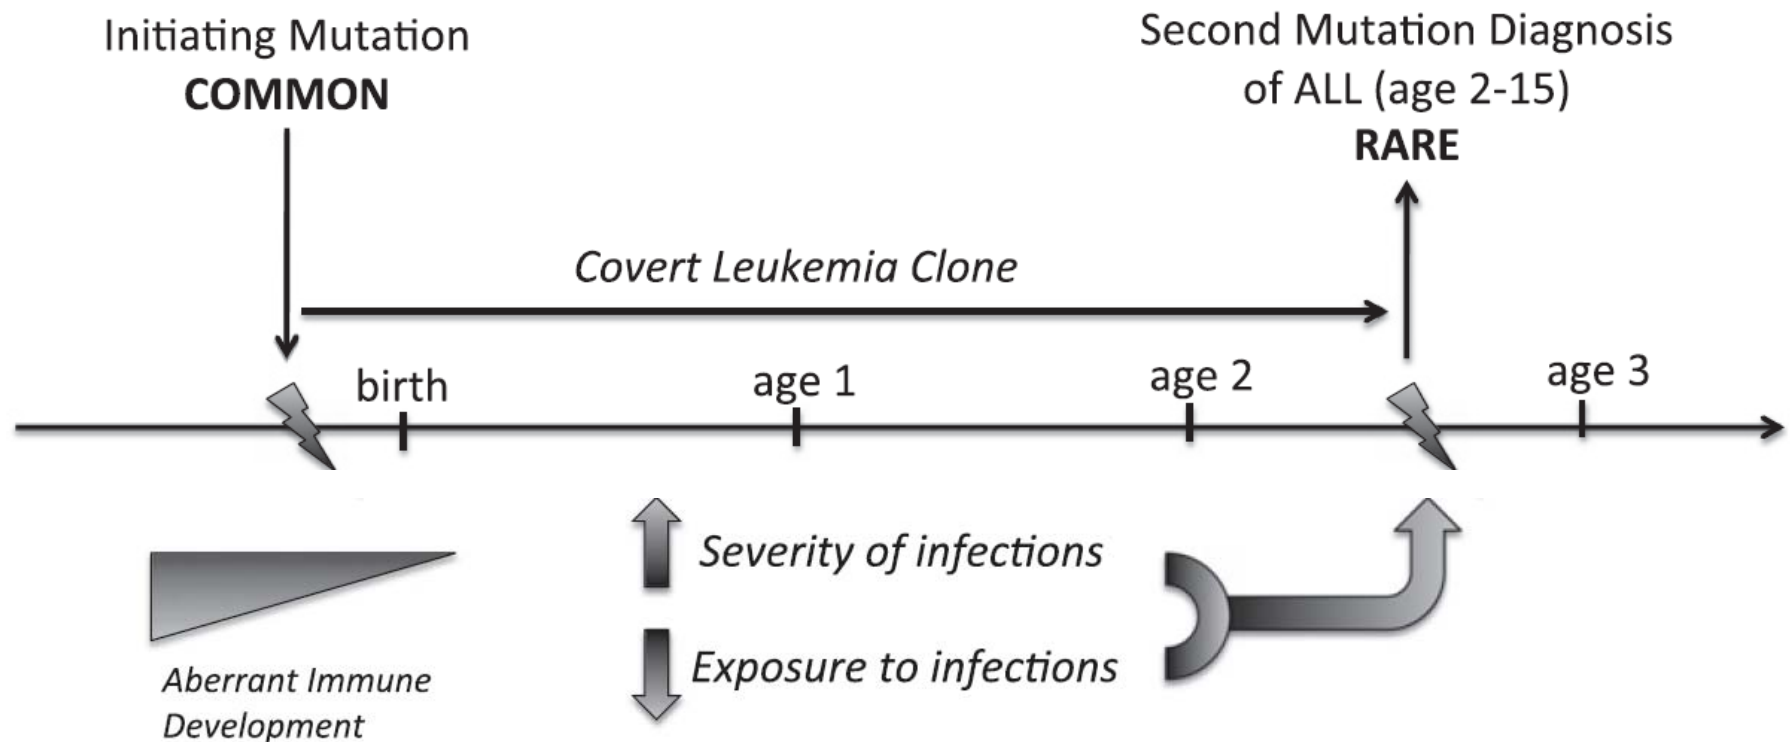 Initiating Mutation
COMMON
Second Mutation Diagnosis
of ALL (age 2-15)
RARE
Covert Leukemia Clone
birth
age 1
age 2
age 3
Severity of infections
Exposure to infections
Aberrant Immune
Development